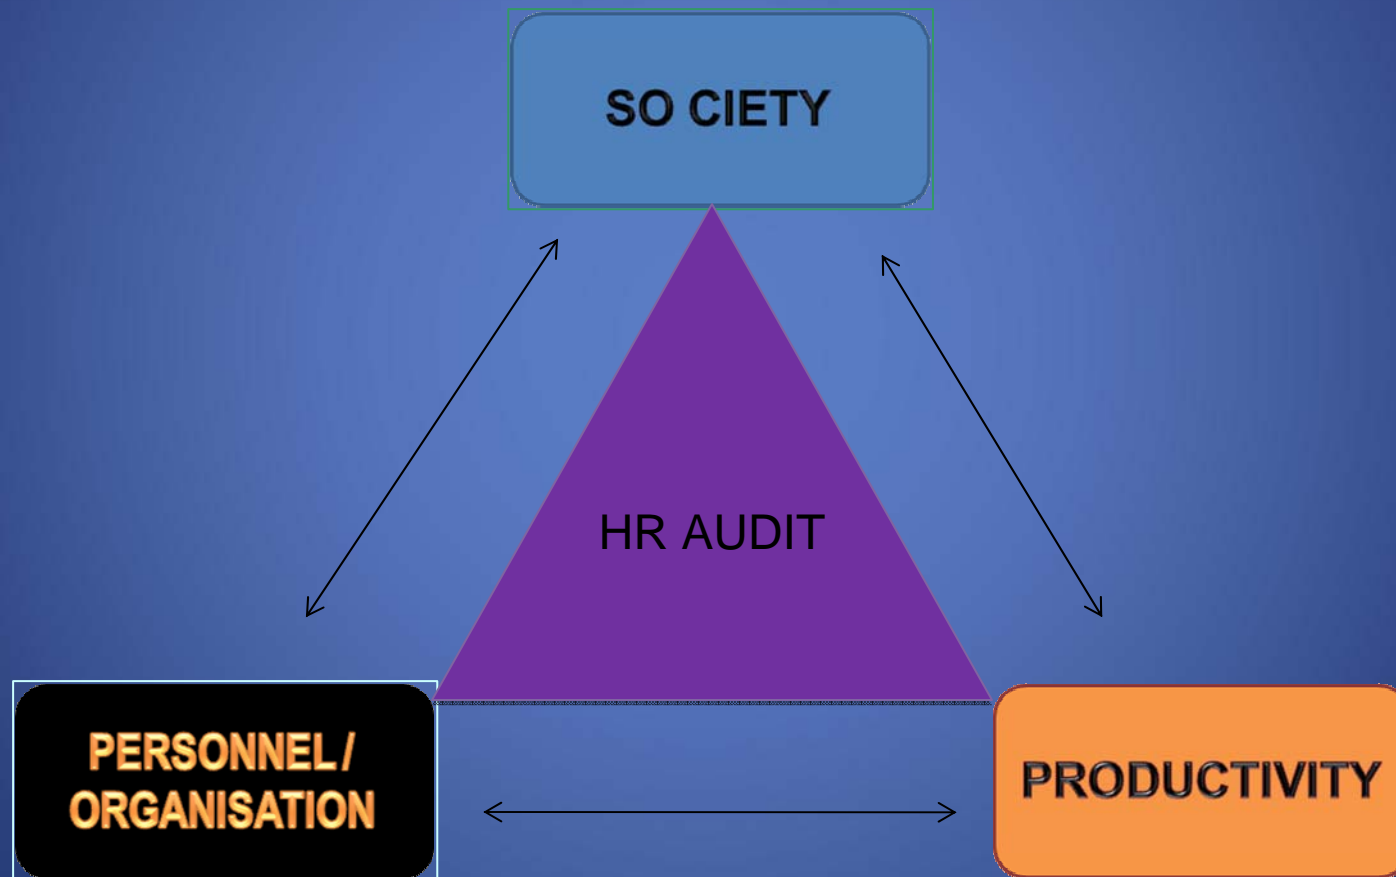 SO CIETY
HR AUDIT
PERSONNEL/
ORGANISATION
PRODUCTIVITY